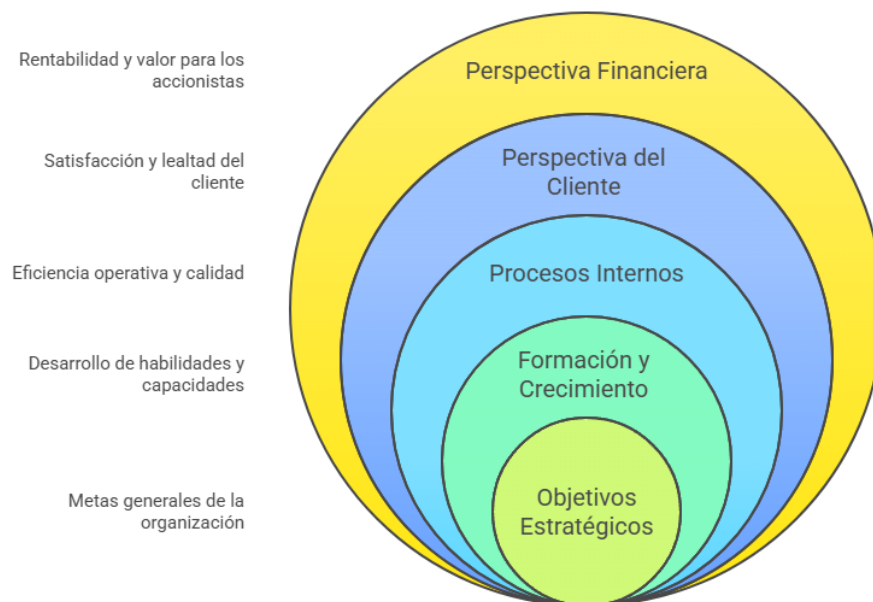 Rentabilidad y valor para los
accionistas
Perspectiva Financiera
Satisfacción y lealtad del
cliente
Perspectiva del
Cliente
Eficiencia operativa y calidad
Procesos Internos
Desarrollo de habilidades y
capacidades
Formación y
Crecimiento
Metas generales de la
organización
Objetivos
Estratégicos